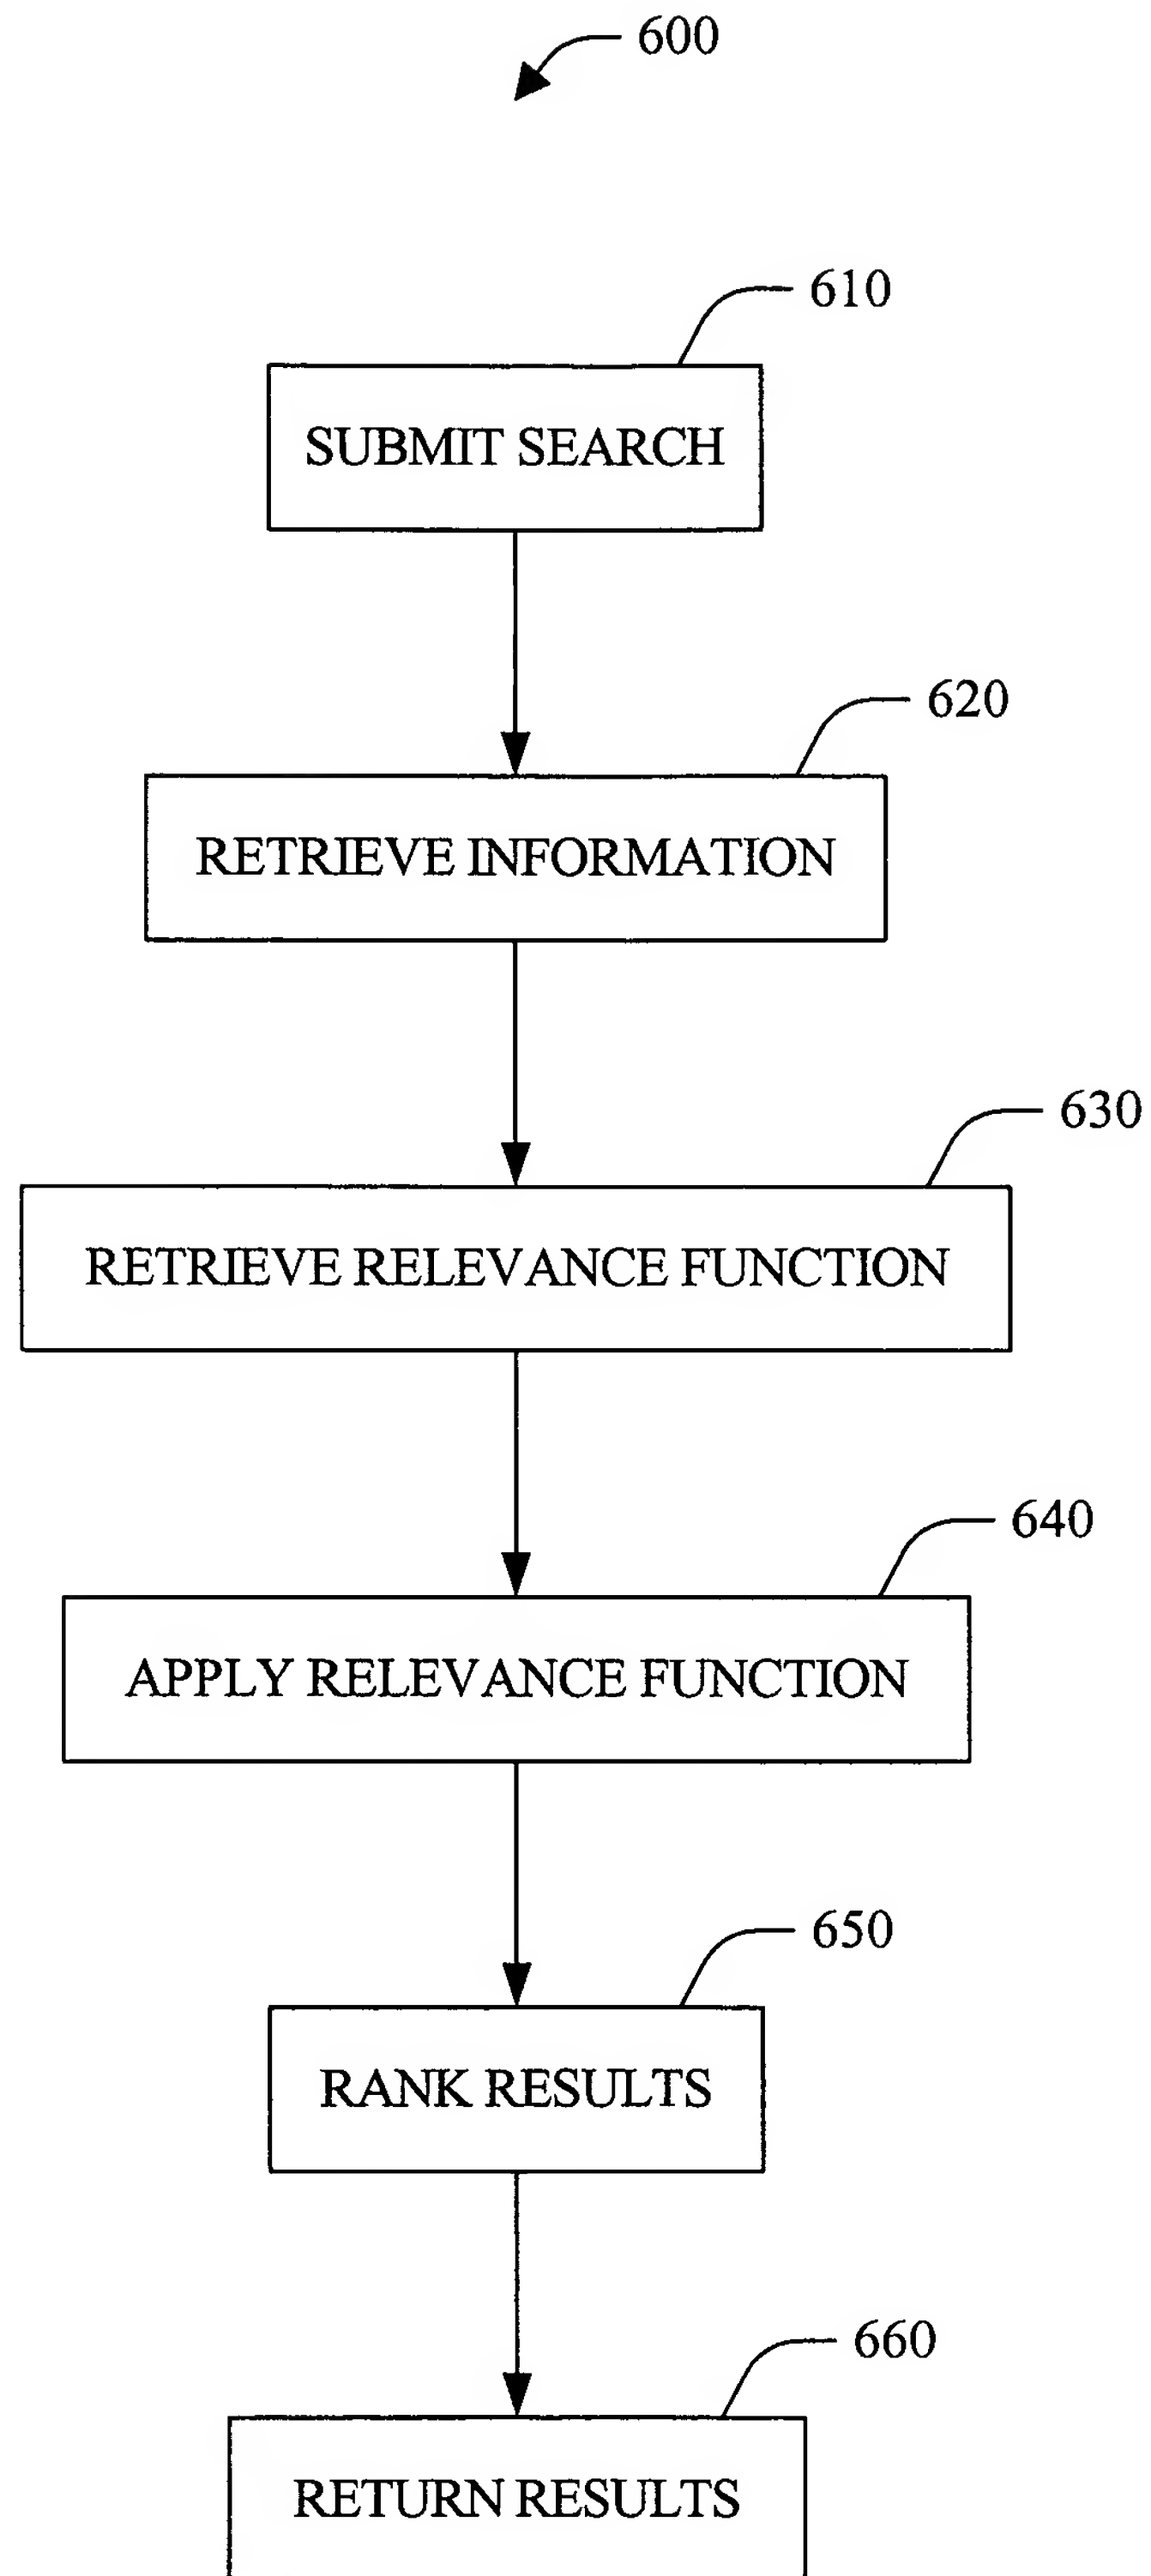 600
610
SUBMIT SEARCH
620
RETRIEVE INFORMATION
630
RETRIEVE RELEVANCE FUNCTION
640
APPLY RELEVANCE FUNCTION
650
RANK RESULTS
660
RETURN RESULTS